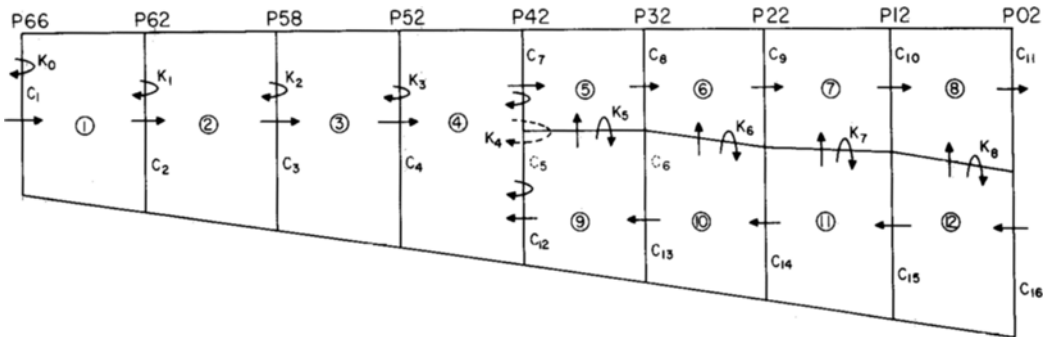 P66 P62 P58 P52 P42 P32 P22 P12 P02
K0 K1 K2 K3 C7 C8 C9 C10 C11
C1 5 6 7 8
1 2 3 4 K4 K5 K6 K7 K8
C2 C3 C4 C5 C6
9 10 11 12
C12 C13 C14 C15 C16